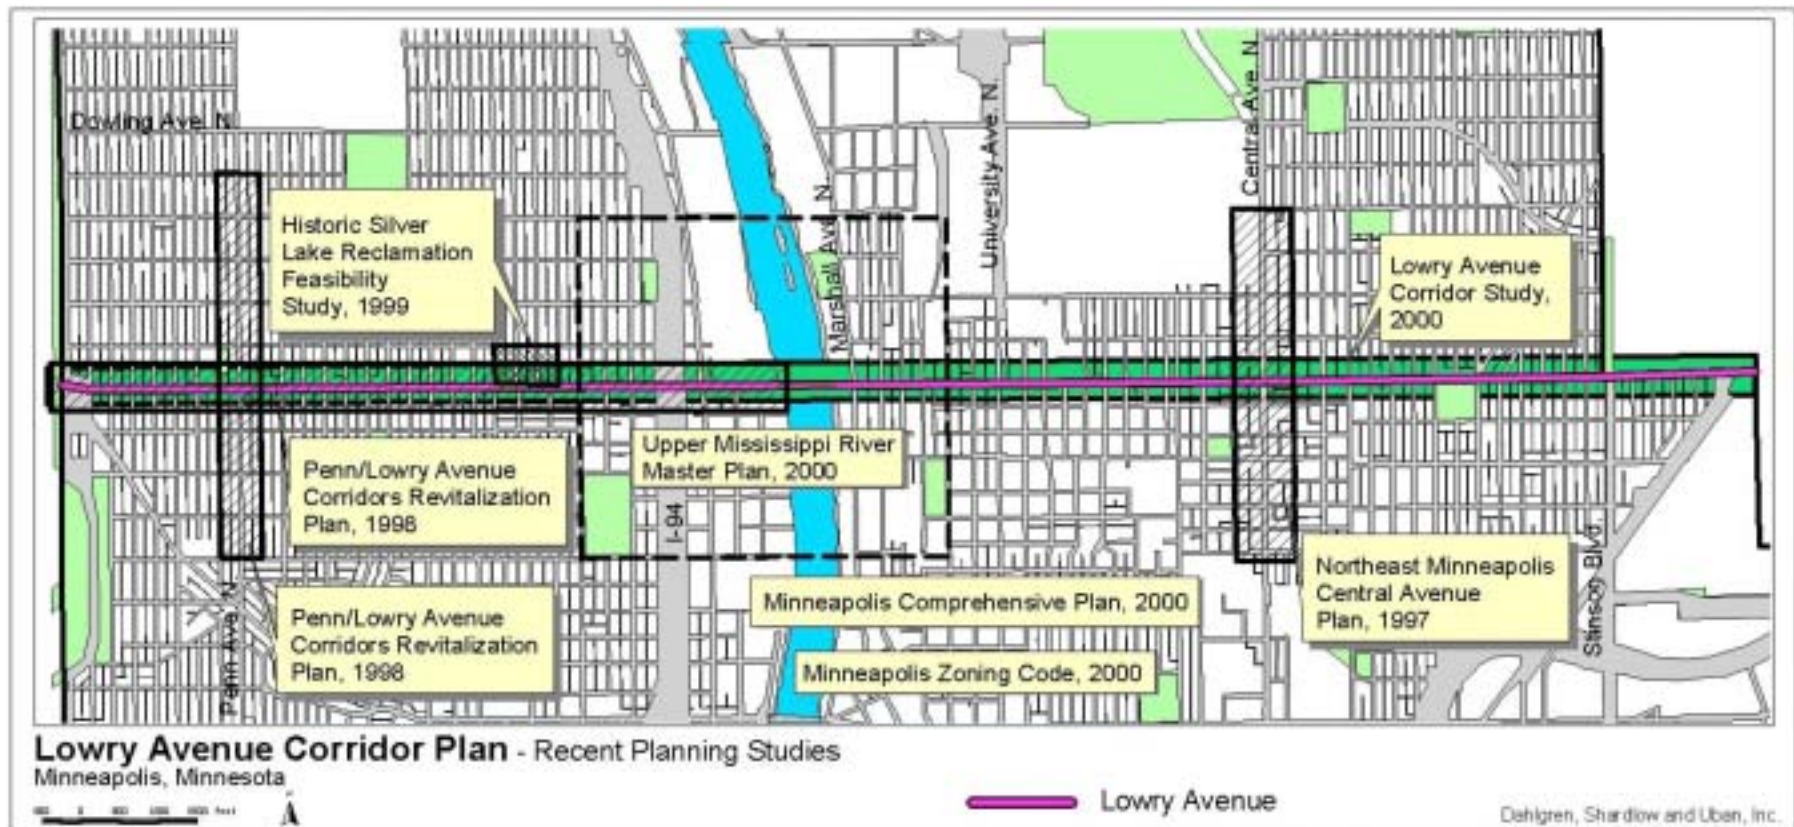 Dowling Ave. N.
Historic Silver
Lake Reclamation
Feasibility
Study, 1999
Marshall Ave. N.
University Ave. N.
Central Ave. N.
Lowry Avenue
Corridor Study,
2000
Penn/Lowry Avenue
Corridors Revitalization
Plan, 1998
Upper Mississippi River
Master Plan, 2000
I-94
Penn/Lowry Avenue
Corridors Revitalization
Plan, 1998
Penn Ave. N.
Minneapolis Comprehensive Plan, 2000
Minneapolis Zoning Code, 2000
Northeast Minneapolis
Central Avenue
Plan, 1997
Stinson Blvd.
Lowry Avenue Corridor Plan - Recent Planning Studies
Minneapolis, Minnesota
Lowry Avenue
Dahlgren, Shardlow and Uban, Inc.